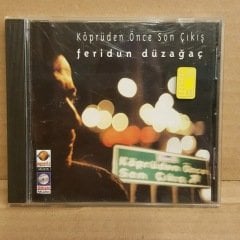 Köprüden Önce Son Çıkış
feridun düzağaç
Köprüden Önce
Son Çıkış